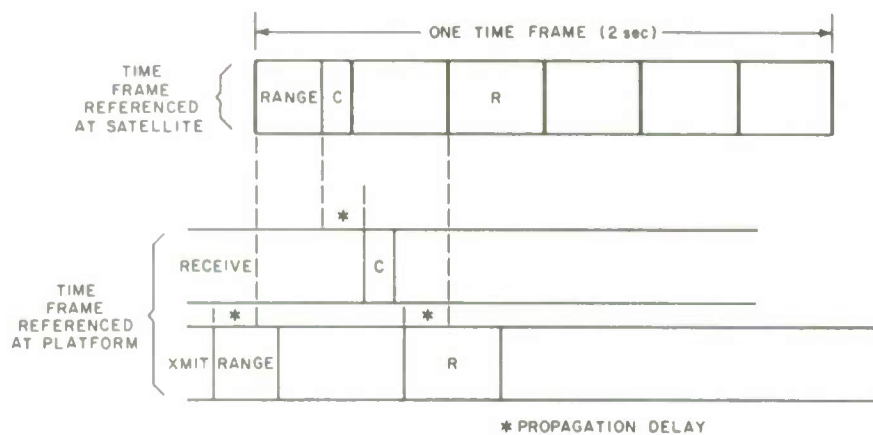 ONE TIME FRAME (2 sec)
TIME
FRAME
REFERENCED
AT SATELLITE
RANGE C R
*
RECEIVE C
TIME
FRAME
REFERENCED
AT PLATFORM
* *
XMIT RANGE R
* PROPAGATION DELAY